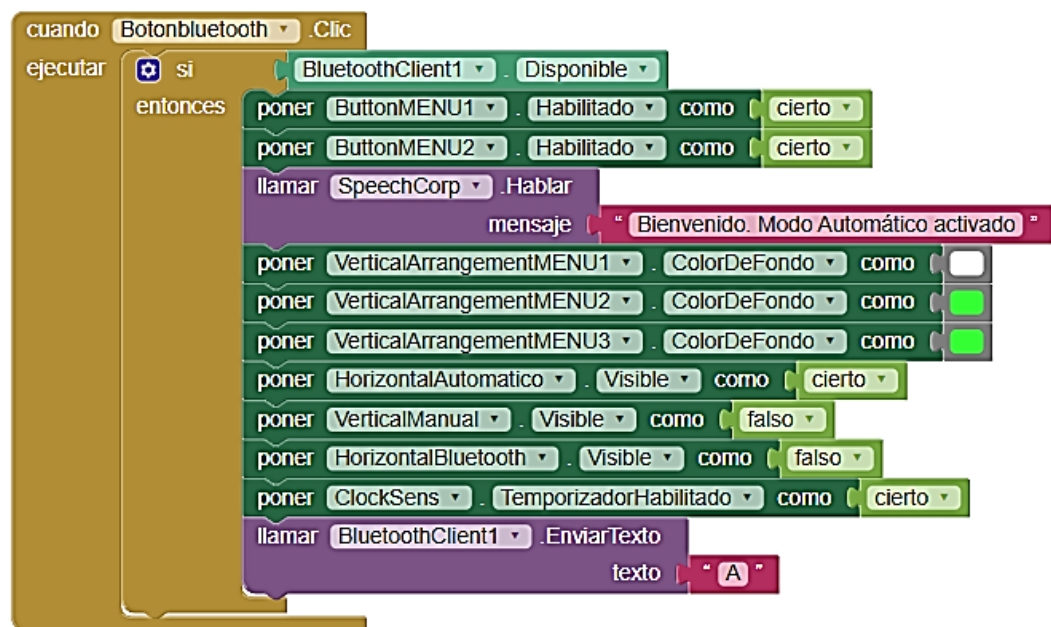 cuando Botonbluetooth .Clic
ejecutar si BluetoothClient1 . Disponible
entonces poner ButtonMENU1 . Habilitado como cierto
poner ButtonMENU2 . Habilitado como cierto
llamar SpeechCorp .Hablar
mensaje " Bienvenido. Modo Automático activado "
poner VerticalArrangementMENU1 . ColorDeFondo como
poner VerticalArrangementMENU2 . ColorDeFondo como
poner VerticalArrangementMENU3 . ColorDeFondo como
poner HorizontalAutomatico . Visible como cierto
poner VerticalManual . Visible como falso
poner HorizontalBluetooth . Visible como falso
poner ClockSens . TemporizadorHabilitado como cierto
llamar BluetoothClient1 .EnviarTexto
texto " A "